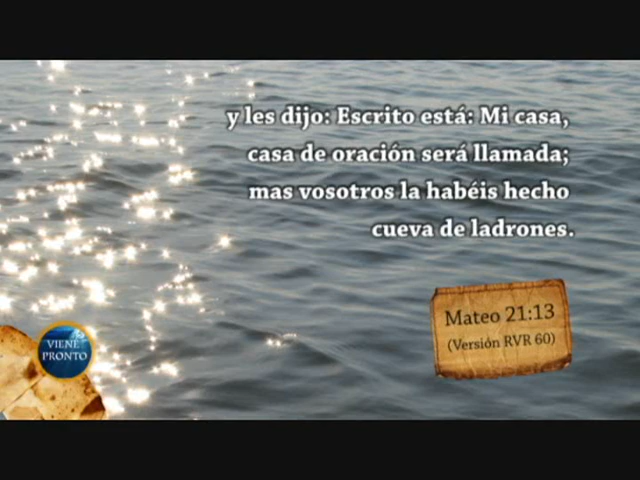 y les dijo: Escrito está: Mi casa,
casa de oración será llamada;
mas vosotros la habéis hecho
cueva de ladrones.
Mateo 21:13
(Versión RVR 60)
VIENE
PRONTO